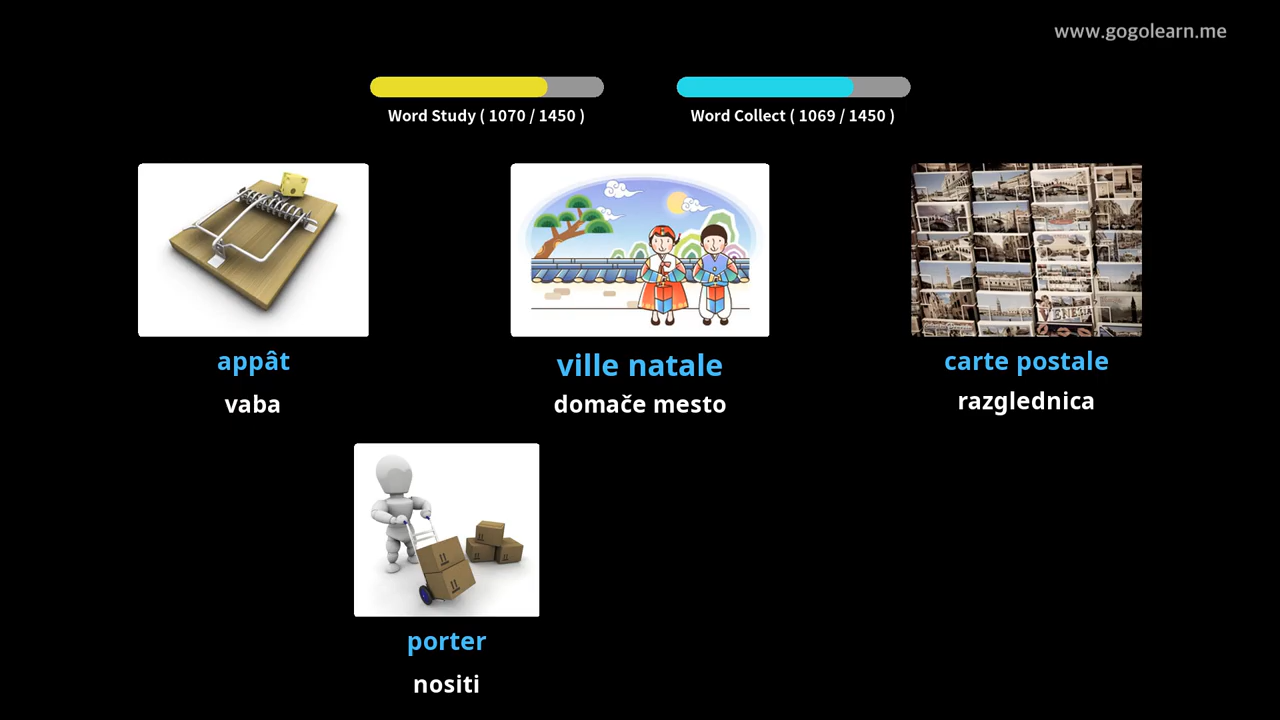 www.gogolearn.me
Word Study ( 1070 / 1450 )
Word Collect ( 1069 / 1450 )
VENEZIA
appât
ville natale
carte postale
vaba
domače mesto
razglednica
porter
nositi